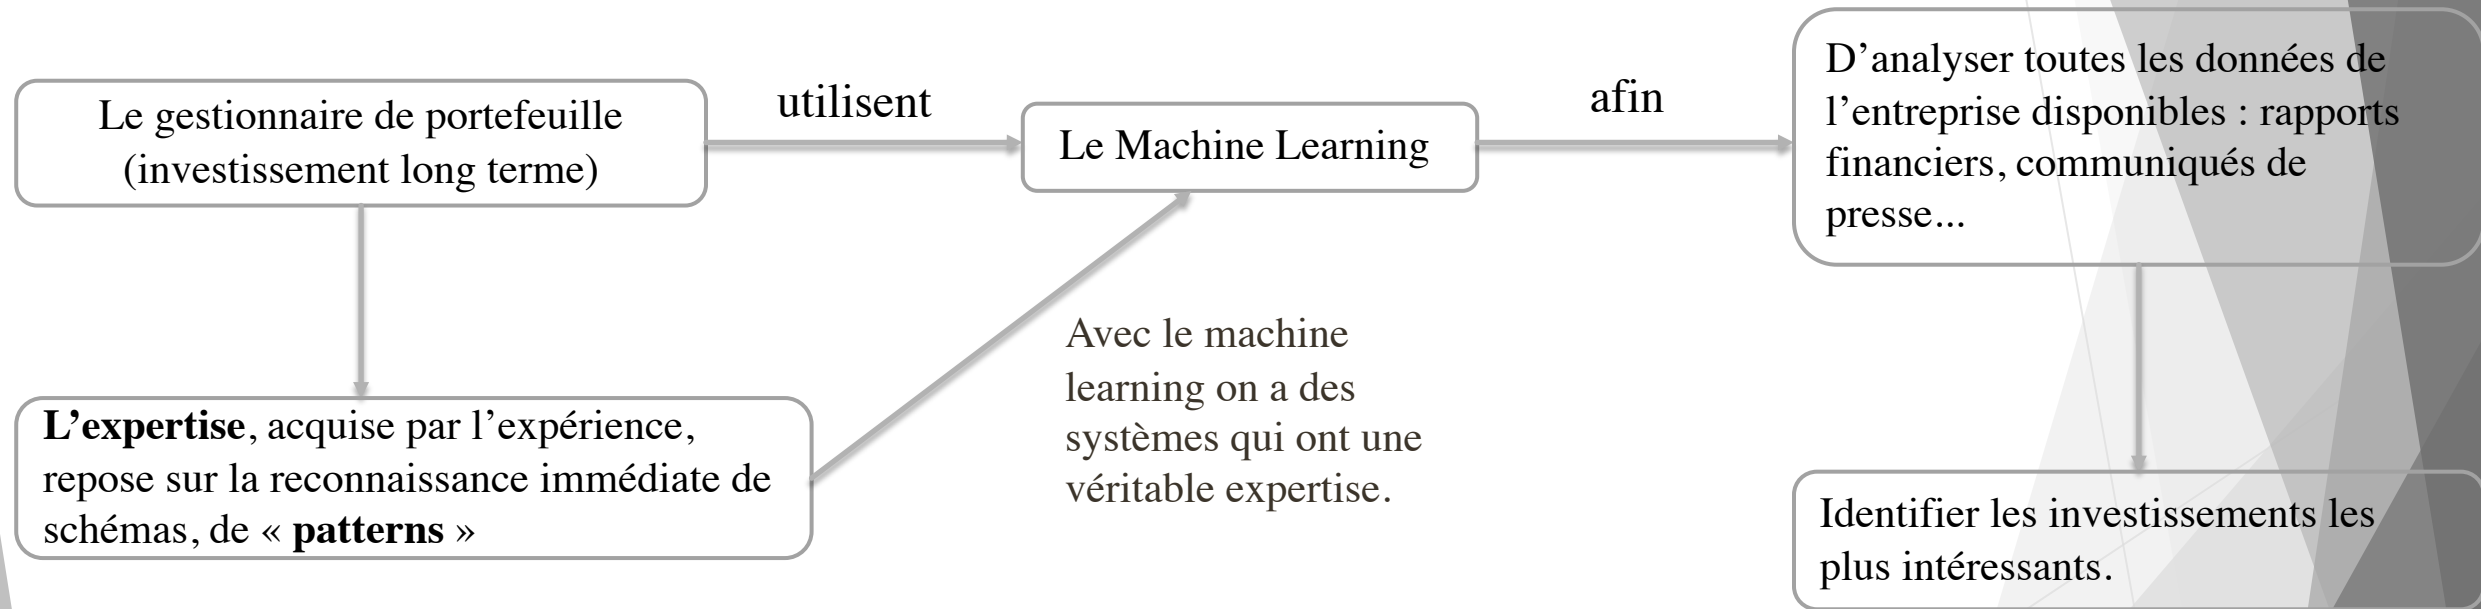 Le gestionnaire de portefeuille
(investissement long terme)
utilisent
Le Machine Learning
afin
D’analyser toutes les données de
l’entreprise disponibles : rapports
financiers, communiqués de
presse...
L’expertise, acquise par l’expérience,
repose sur la reconnaissance immédiate de
schémas, de « patterns »
Avec le machine
learning on a des
systèmes qui ont une
véritable expertise.
Identifier les investissements les
plus intéressants.